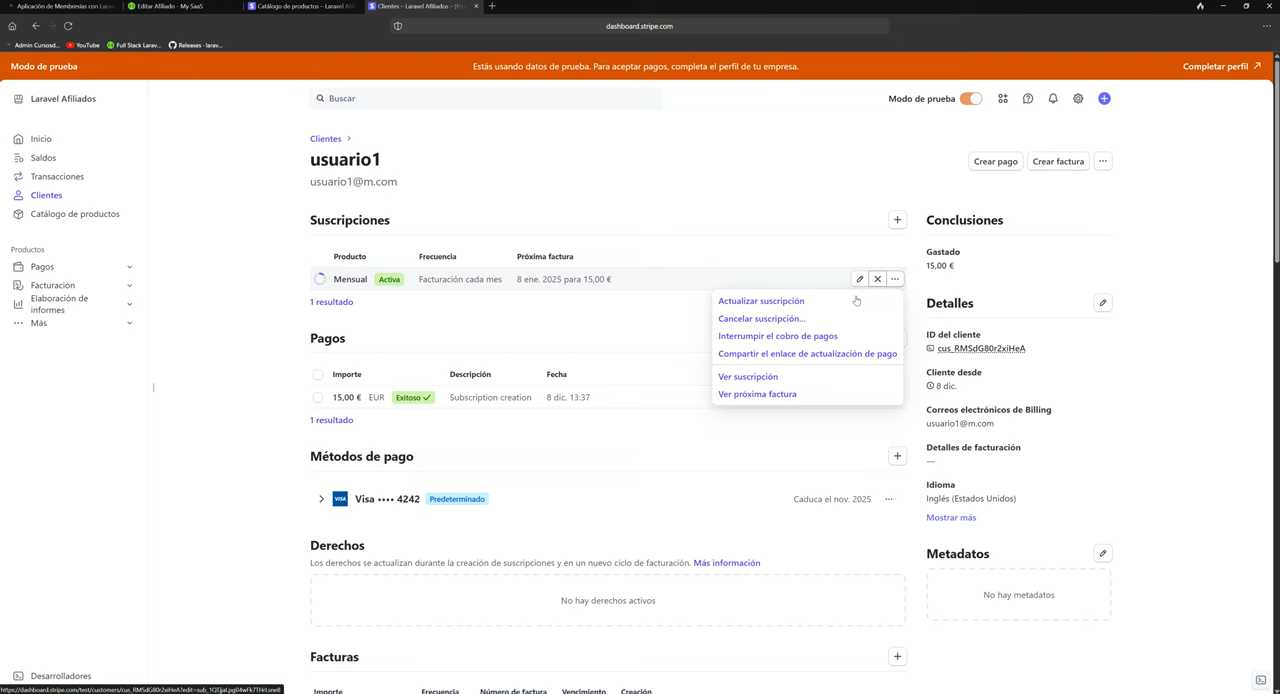 Aplicación de Membresías con Larav
Editar Afiliado - My SaaS
Catálogo de productos – Laravel Afil
Clientes – Laravel Afiliados – [Pru
dashboard.stripe.com
Admin Cursosd...
YouTube
Full Stack Larav...
Releases · larav...
Modo de prueba
Estás usando datos de prueba. Para aceptar pagos, completa el perfil de tu empresa.
Completar perfil
Laravel Afiliados
Buscar
Modo de prueba
Inicio
Saldos
Transacciones
Clientes
Catálogo de productos
Productos
Pagos
Facturación
Elaboración de
informes
Más
Desarrolladores
Clientes
usuario1
usuario1@m.com
Crear pago
Crear factura
Suscripciones
Producto Frecuencia Próxima factura
Mensual Activa Facturación cada mes 8 ene. 2025 para 15,00 €
1 resultado
Actualizar suscripción
Cancelar suscripción...
Interrumpir el cobro de pagos
Compartir el enlace de actualización de pago
Ver suscripción
Ver próxima factura
Pagos
Importe Descripción Fecha
15,00 € EUR Exitoso Subscription creation 8 dic. 13:37
1 resultado
Métodos de pago
VISA Visa •••• 4242 Predeterminado Caduca el nov. 2025
Derechos
Los derechos se actualizan durante la creación de suscripciones y en un nuevo ciclo de facturación. Más información
No hay derechos activos
Facturas
Importe Frecuencia Número de factura Vencimiento Creación
Conclusiones
Gastado
15,00 €
Detalles
ID del cliente
cus_RMSdG80r2xiHeA
Cliente desde
8 dic.
Correos electrónicos de Billing
usuario1@m.com
Detalles de facturación
—
Idioma
Inglés (Estados Unidos)
Mostrar más
Metadatos
No hay metadatos